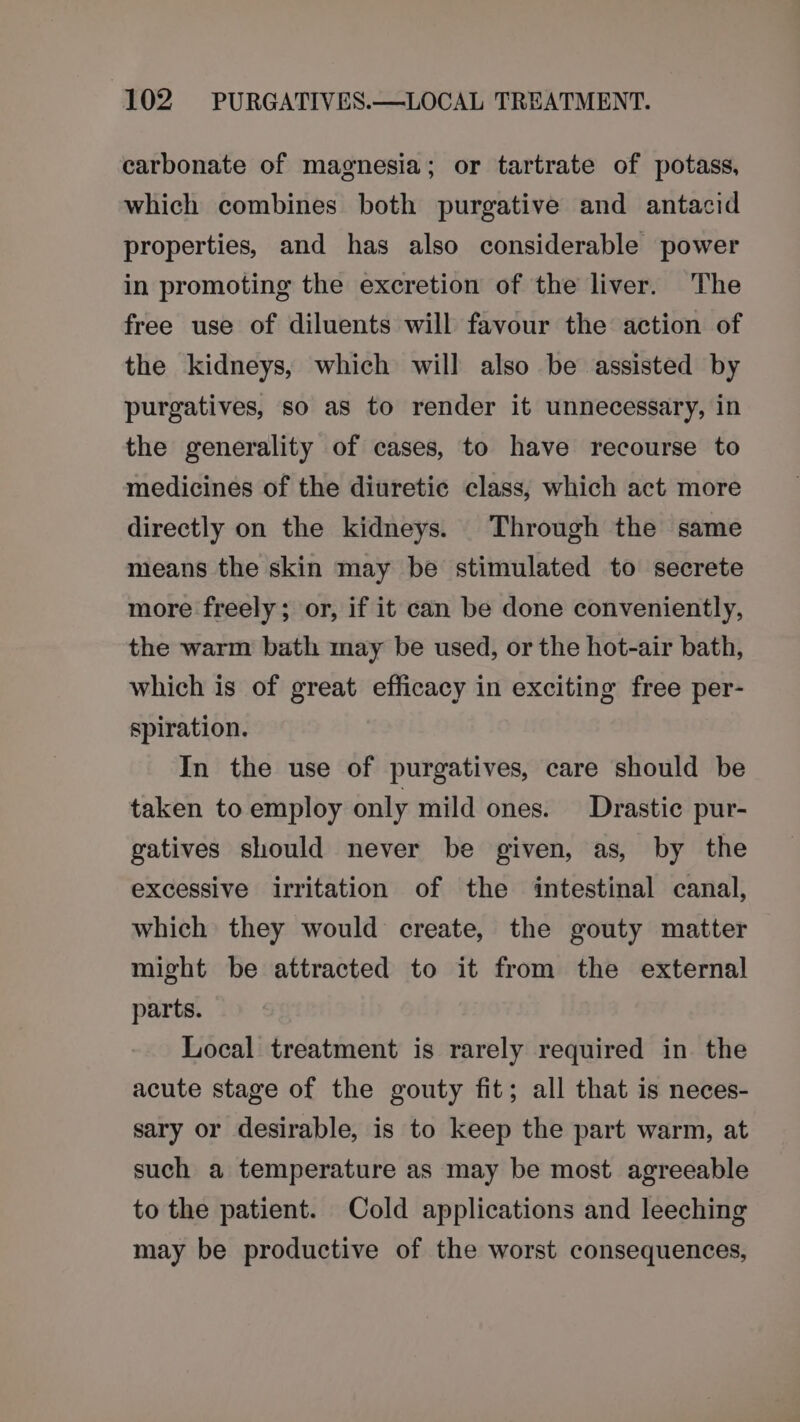 102 PURGATIVES.—LOCAL TREATMENT.
carbonate of magnesia; or tartrate of potass,
which combines both purgative and antacid
properties, and has also considerable power
in promoting the excretion of the liver. The
free use of diluents will favour the action of
the kidneys, which will also be assisted by
purgatives, so as to render it unnecessary, in
the generality of cases, to have recourse to
medicines of the diuretic class, which act more
directly on the kidneys. Through the same
means the skin may be stimulated to secrete
more freely; or, if it can be done conveniently,
the warm bath may be used, or the hot-air bath,
which is of great efficacy in exciting free per-
spiration.
In the use of purgatives, care should be
taken to employ only mild ones. Drastic pur-
gatives should never be given, as, by the
excessive irritation of the intestinal canal,
which they would create, the gouty matter
might be attracted to it from the external
parts.
Local treatment is rarely required in the
acute stage of the gouty fit; all that is neces-
sary or desirable, is to keep the part warm, at
such a temperature as may be most agreeable
to the patient. Cold applications and leeching
may be productive of the worst consequences,